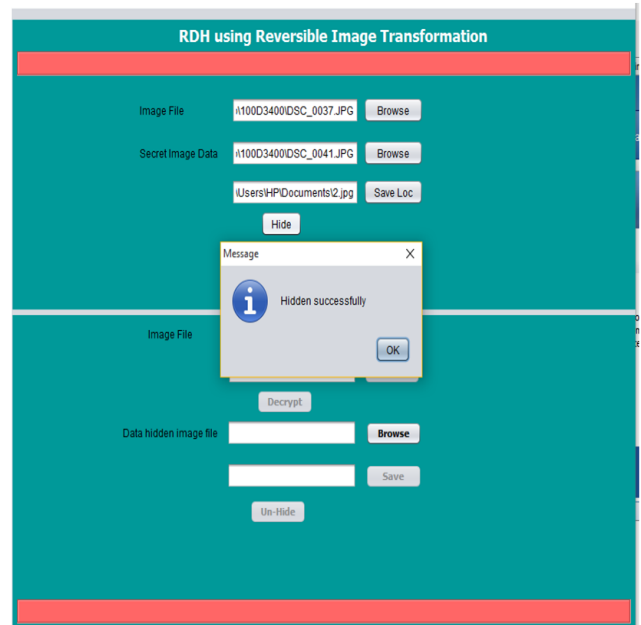 RDH using Reversible Image Transformation
Image File
\100D3400\DSC_0037.JPG
Browse
Secret Image Data
\100D3400\DSC_0041.JPG
Browse
\Users\HP\Documents\2.jpg
Save Loc
Hide
Message
X
i
Hidden successfully
OK
Image File
Decrypt
Data hidden image file
Browse
Save
Un-Hide